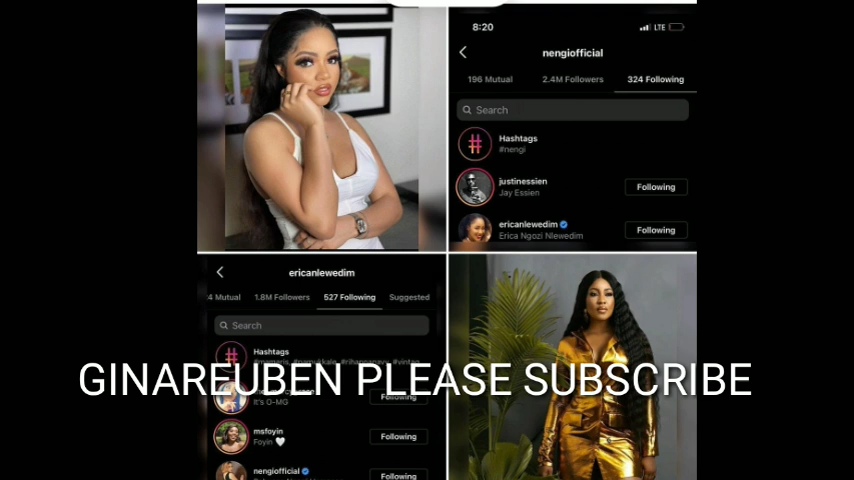 8:20
LTE
nengiofficial
196 Mutual 2.4M Followers 324 Following
Search
Hashtags
#nengi
justinessien
Jay Essien
Following
ericanlewedim
Erica Ngozi Nlewedim
Following
ericanlewedim
4 Mutual 1.8M Followers 527 Following Suggested
Search
Hashtags
GINAREUBEN PLEASE SUBSCRIBE
It's O-MG
Following
msfoyin
Foyin 🤍
Following
nengiofficial
Following